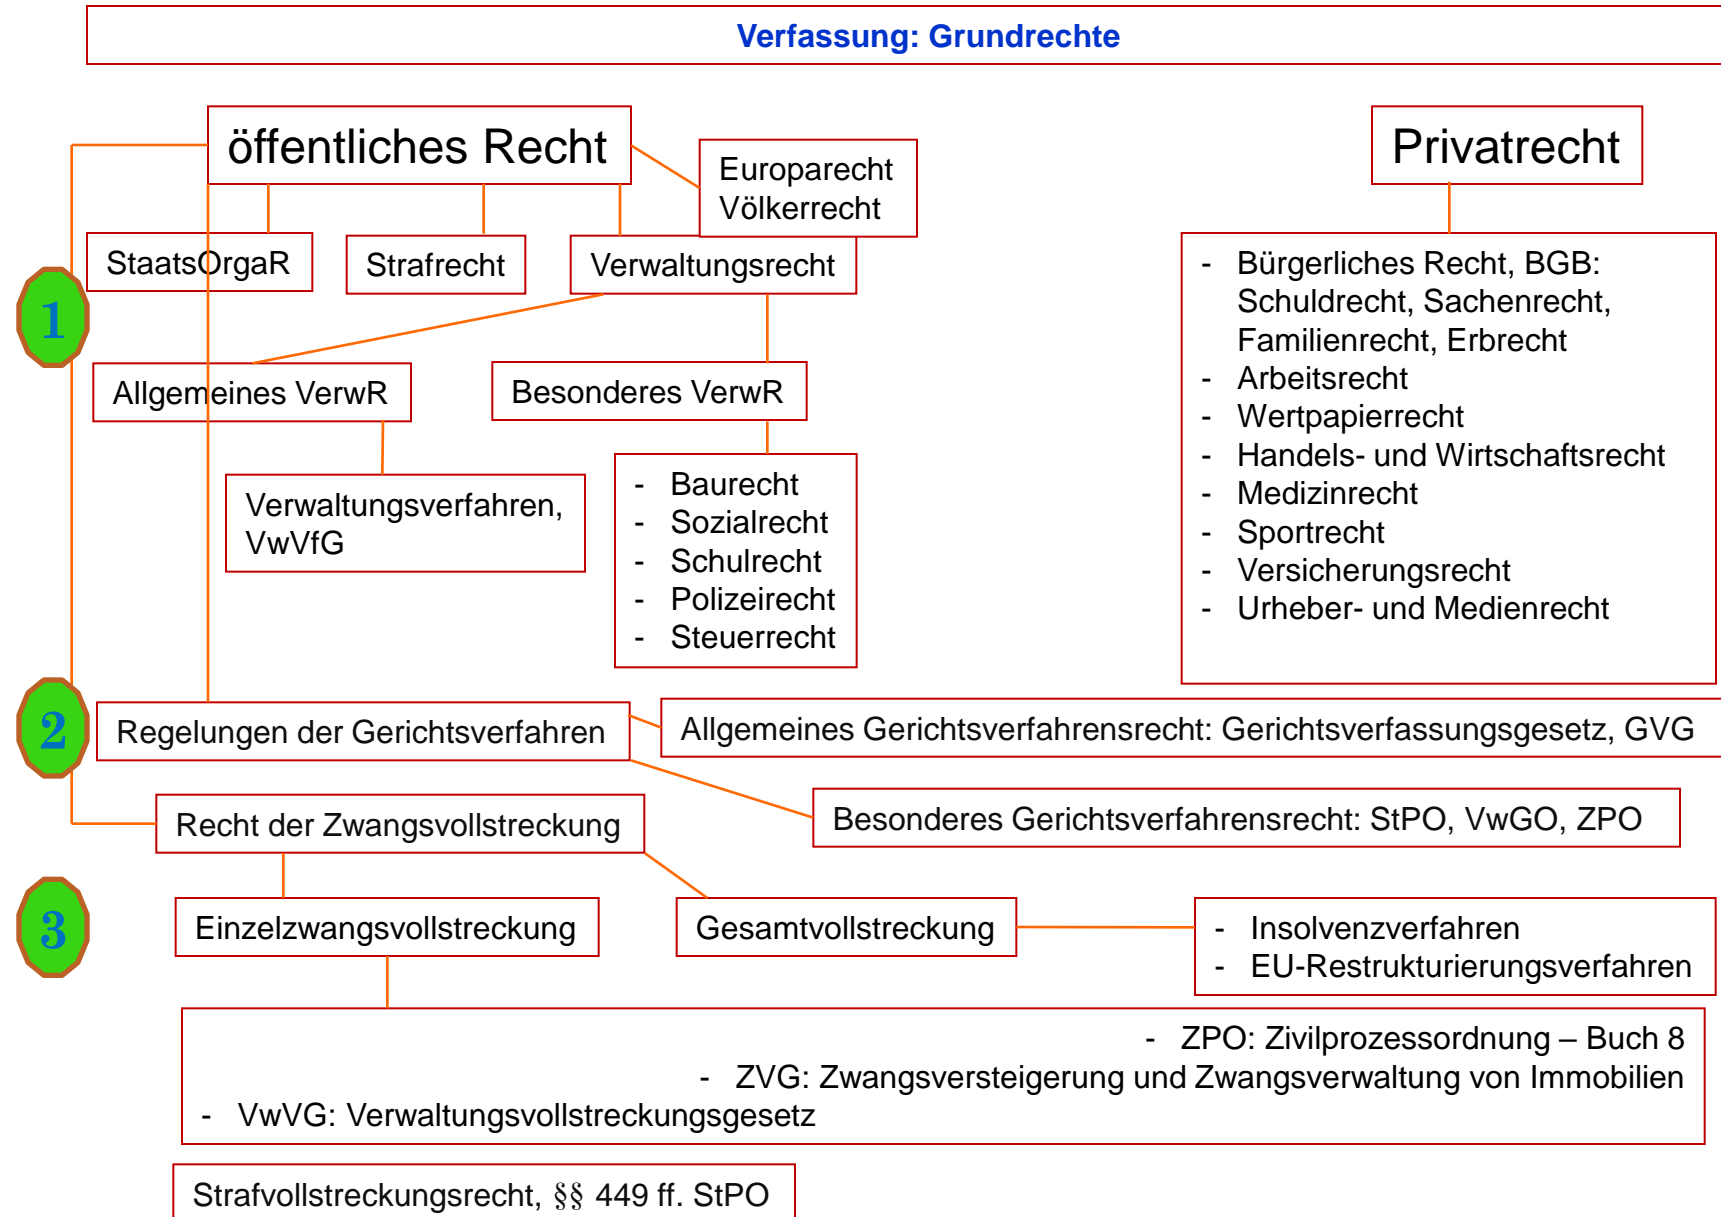 Verfassung: Grundrechte
öffentliches Recht
Privatrecht
Europarecht
Völkerrecht
StaatsOrgaR
Strafrecht
Verwaltungsrecht
1
Allgemeines VerwR
Besonderes VerwR
Verwaltungsverfahren,
VwVfG
- Baurecht
- Sozialrecht
- Schulrecht
- Polizeirecht
- Steuerrecht
- Bürgerliches Recht, BGB:
Schuldrecht, Sachenrecht,
Familienrecht, Erbrecht
- Arbeitsrecht
- Wertpapierrecht
- Handels- und Wirtschaftsrecht
- Medizinrecht
- Sportrecht
- Versicherungsrecht
- Urheber- und Medienrecht
2
Regelungen der Gerichtsverfahren
Allgemeines Gerichtsverfahrensrecht: Gerichtsverfassungsgesetz, GVG
Besonderes Gerichtsverfahrensrecht: StPO, VwGO, ZPO
Recht der Zwangsvollstreckung
3
Einzelzwangsvollstreckung
Gesamtvollstreckung
- Insolvenzverfahren
- EU-Restrukturierungsverfahren
- ZPO: Zivilprozessordnung – Buch 8
- ZVG: Zwangsversteigerung und Zwangsverwaltung von Immobilien
- VwVG: Verwaltungsvollstreckungsgesetz
Strafvollstreckungsrecht, §§ 449 ff. StPO